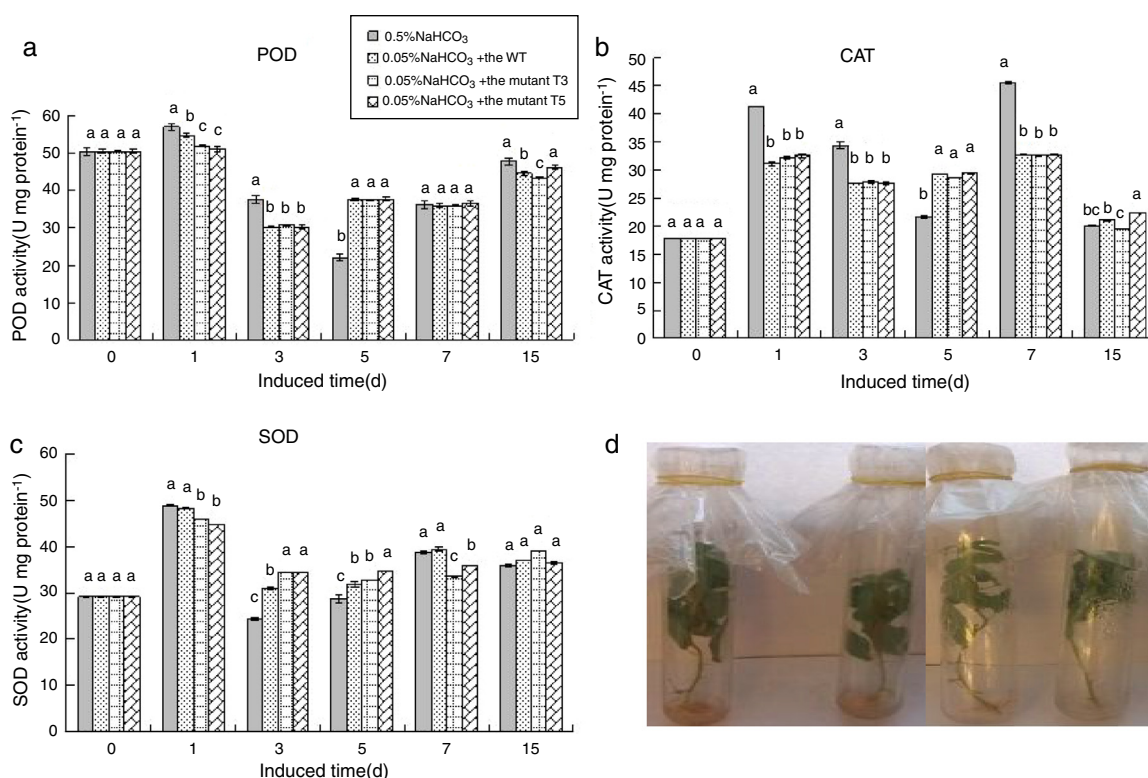 a
POD
0.5%NaHCO₃
0.05%NaHCO₃ +the WT
0.05%NaHCO₃ +the mutant T3
0.05%NaHCO₃ +the mutant T5
POD activity(U mg protein⁻¹)
60
50
40
30
20
10
0
a a a a
a b c c
a b b b
b a a a
a a a a
a b c a
0 1 3 5 7 15
Induced time(d)
b
CAT
CAT activity(U mg protein⁻¹)
50
45
40
35
30
25
20
15
10
5
0
a a a a
a b b b
a b b b
b a a a
a b b b
bc b c a
0 1 3 5 7 15
Induced time(d)
c
SOD
SOD activity(U mg protein⁻¹)
60
50
40
30
20
10
0
a a a a
a a b b
c b a a
c b b a
a a c b
a a a a
0 1 3 5 7 15
Induced time(d)
d